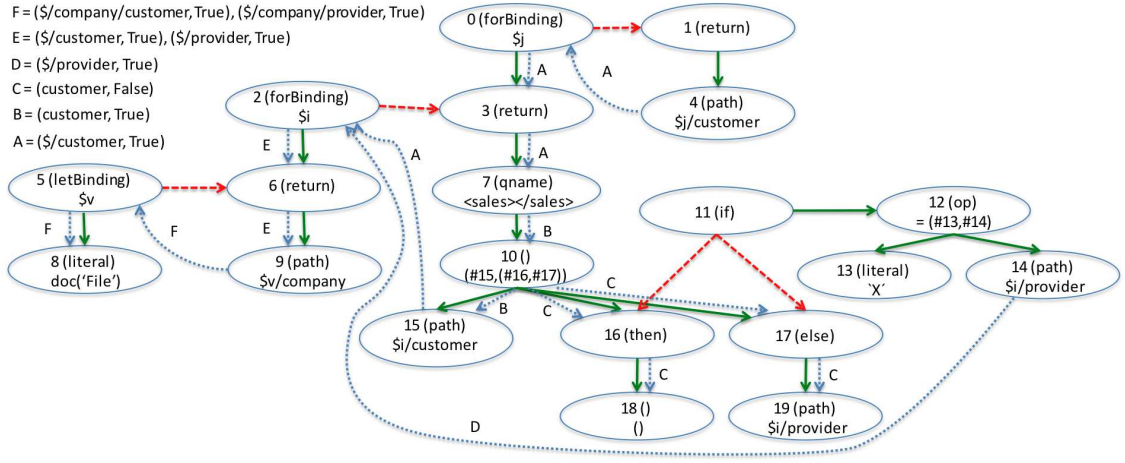 F = ($/company/customer, True), ($/company/provider, True)
E = ($/customer, True), ($/provider, True)
D = ($/provider, True)
C = (customer, False)
B = (customer, True)
A = ($/customer, True)
0 (forBinding)
$j
1 (return)
A
A
2 (forBinding)
$i
3 (return)
4 (path)
$j/customer
E
A
A
5 (letBinding)
$v
6 (return)
7 (qname)
<sales></sales>
11 (if)
12 (op)
= (#13,#14)
F
F
E
B
8 (literal)
doc(‘File’)
9 (path)
$v/company
10 ()
(#15,(#16,#17))
13 (literal)
`X´
14 (path)
$i/provider
C
B
C
15 (path)
$i/customer
16 (then)
17 (else)
C
C
18 ()
()
19 (path)
$i/provider
D